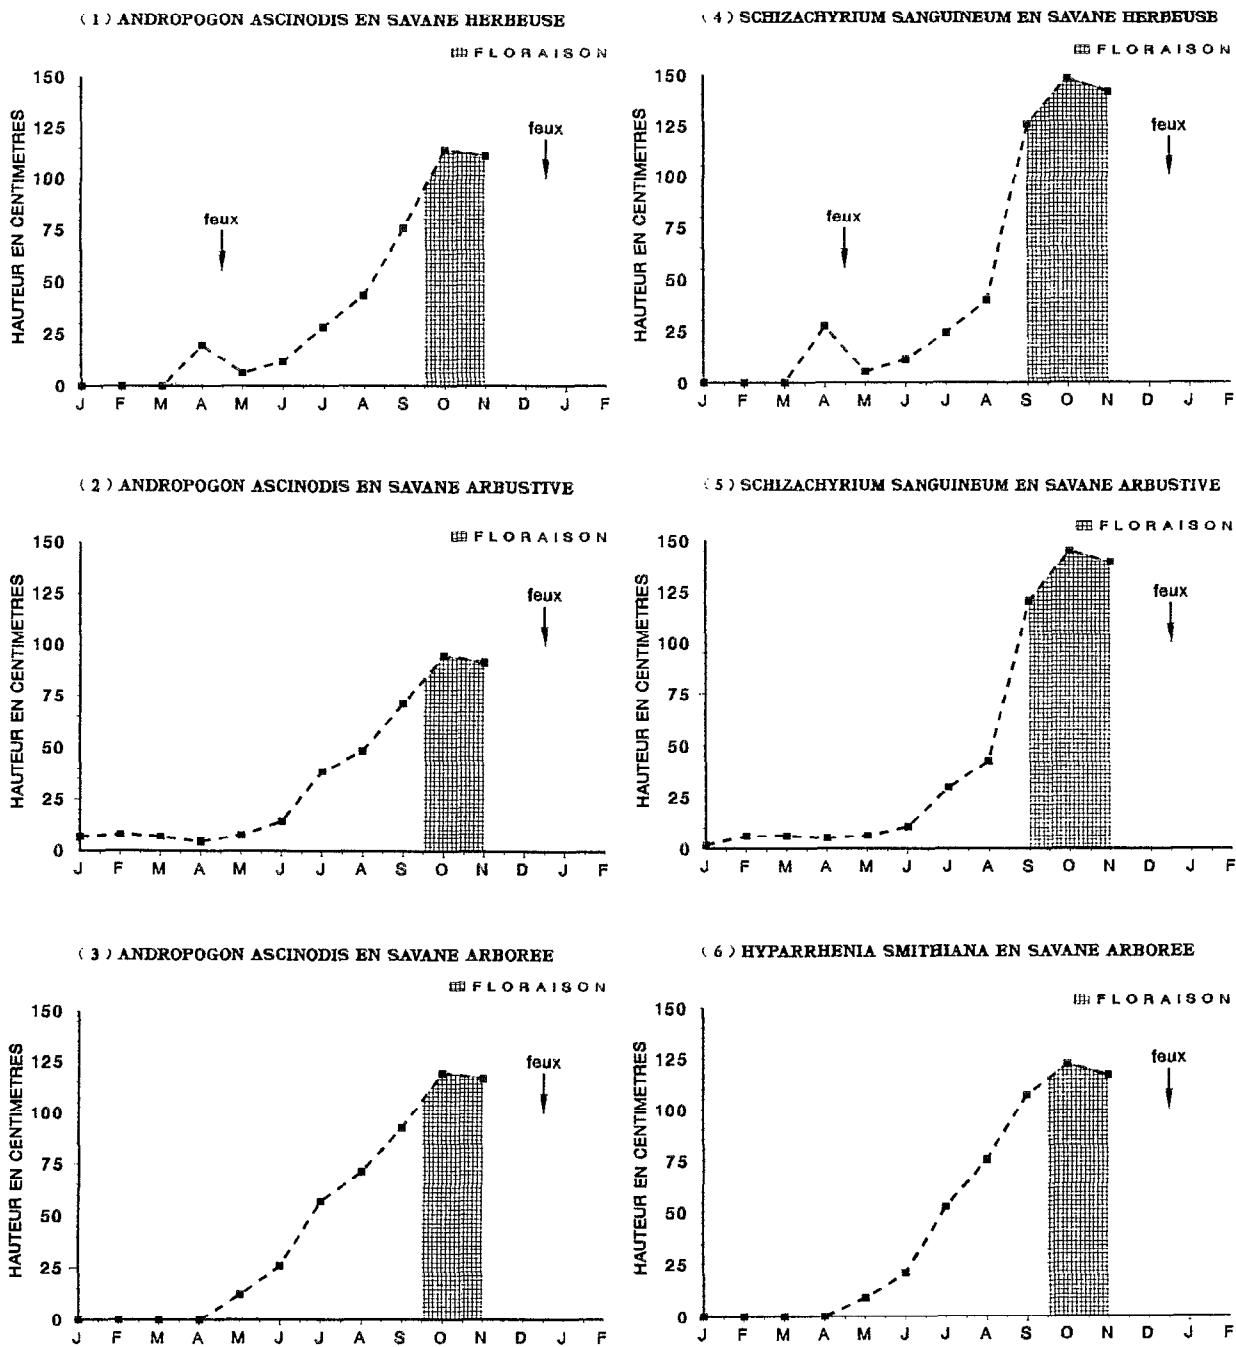 (1) ANDROPOGON ASCINODIS EN SAVANE HERBEUSE
FLORAISON
HAUTEUR EN CENTIMETRES
150
125
100
75
50
25
0
feux
feux
J F M A M J J A S O N D J F
(4) SCHIZACHYRIUM SANGUINEUM EN SAVANE HERBEUSE
FLORAISON
HAUTEUR EN CENTIMETRES
150
125
100
75
50
25
0
feux
feux
J F M A M J J A S O N D J F
(2) ANDROPOGON ASCINODIS EN SAVANE ARBUSTIVE
FLORAISON
HAUTEUR EN CENTIMETRES
150
125
100
75
50
25
0
feux
J F M A M J J A S O N D J F
(5) SCHIZACHYRIUM SANGUINEUM EN SAVANE ARBUSTIVE
FLORAISON
HAUTEUR EN CENTIMETRES
150
125
100
75
50
25
0
feux
J F M A M J J A S O N D J F
(3) ANDROPOGON ASCINODIS EN SAVANE ARBOREE
FLORAISON
HAUTEUR EN CENTIMETRES
150
125
100
75
50
25
0
feux
J F M A M J J A S O N D J F
(6) HYPARRHENIA SMITHIANA EN SAVANE ARBOREE
FLORAISON
HAUTEUR EN CENTIMETRES
150
125
100
75
50
25
0
feux
J F M A M J J A S O N D J F